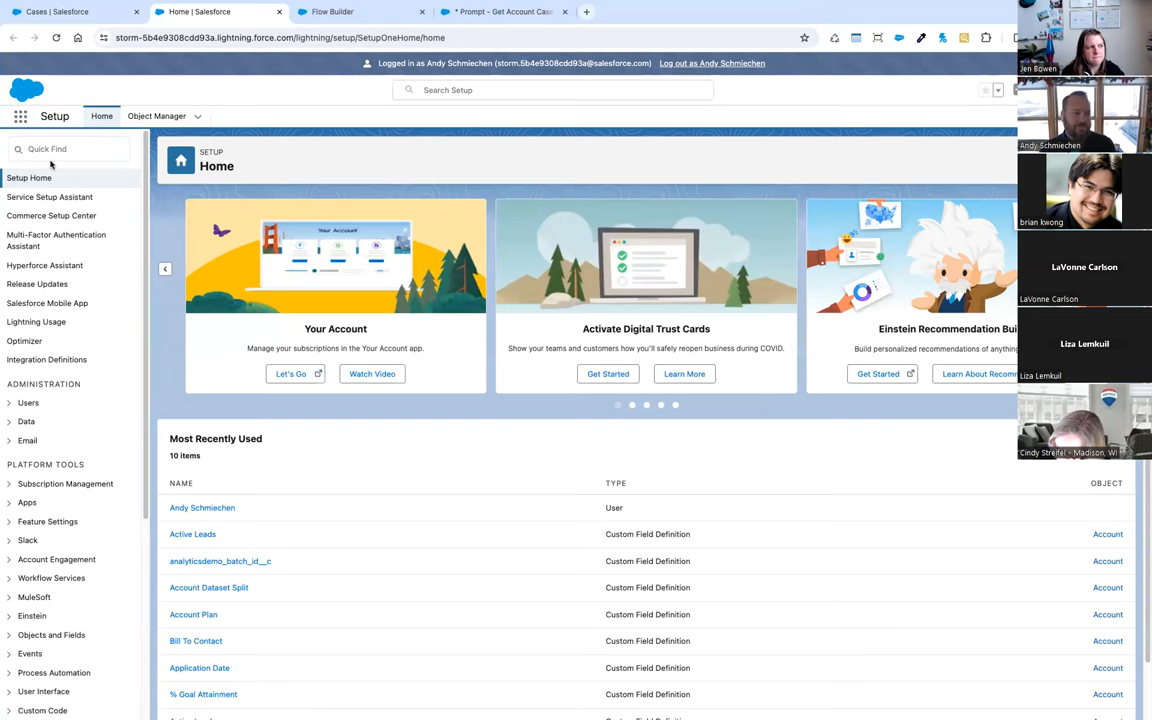 Cases | Salesforce
Home | Salesforce
Flow Builder
* Prompt - Get Account Case
storm-5b4e9308cdd93a.lightning.force.com/lightning/setup/SetupOneHome/home
Logged in as Andy Schmiechen (storm.5b4e9308cdd93a@salesforce.com) Log out as Andy Schmiechen
Search Setup
Setup
Home
Object Manager
Quick Find
Setup Home
Service Setup Assistant
Commerce Setup Center
Multi-Factor Authentication
Assistant
Hyperforce Assistant
Release Updates
Salesforce Mobile App
Lightning Usage
Optimizer
Integration Definitions
ADMINISTRATION
Users
Data
Email
PLATFORM TOOLS
Subscription Management
Apps
Feature Settings
Slack
Account Engagement
Workflow Services
MuleSoft
Einstein
Objects and Fields
Events
Process Automation
User Interface
Custom Code
SETUP
Home
Your Account
Your Account
Manage your subscriptions in the Your Account app.
Let's Go
Watch Video
Activate Digital Trust Cards
Show your teams and customers how you'll safely reopen business during COVID.
Get Started
Learn More
Einstein Recommendation Bui
Build personalized recommendations of anything
Get Started
Learn About Recomm
Most Recently Used
10 items
NAME TYPE OBJECT
Andy Schmiechen User
Active Leads Custom Field Definition Account
analyticsdemo_batch_id__c Custom Field Definition Account
Account Dataset Split Custom Field Definition Account
Account Plan Custom Field Definition Account
Bill To Contact Custom Field Definition Account
Application Date Custom Field Definition Account
% Goal Attainment Custom Field Definition Account
Jen Bowen
Andy Schmiechen
brian kwong
LaVonne Carlson
LaVonne Carlson
Liza Lemkuil
Liza Lemkuil
Cindy Streifel - Madison, WI